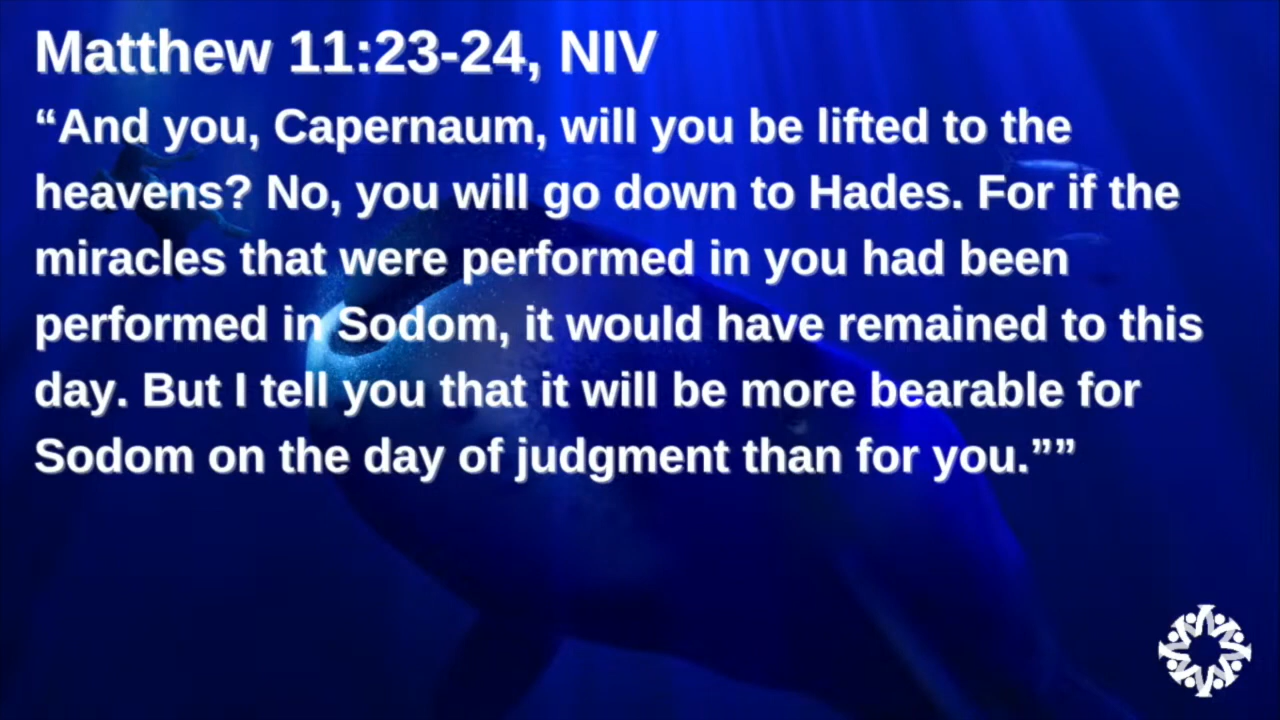 Matthew 11:23-24, NIV
“And you, Capernaum, will you be lifted to the
heavens? No, you will go down to Hades. For if the
miracles that were performed in you had been
performed in Sodom, it would have remained to this
day. But I tell you that it will be more bearable for
Sodom on the day of judgment than for you.””